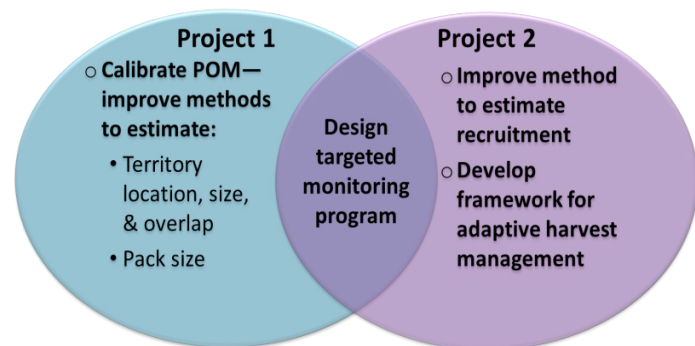 Project 1
○ Calibrate POM—
improve methods
to estimate:
• Territory
location, size,
& overlap
• Pack size
Design
targeted
monitoring
program
Project 2
○ Improve method
to estimate
recruitment
○ Develop
framework for
adaptive harvest
management